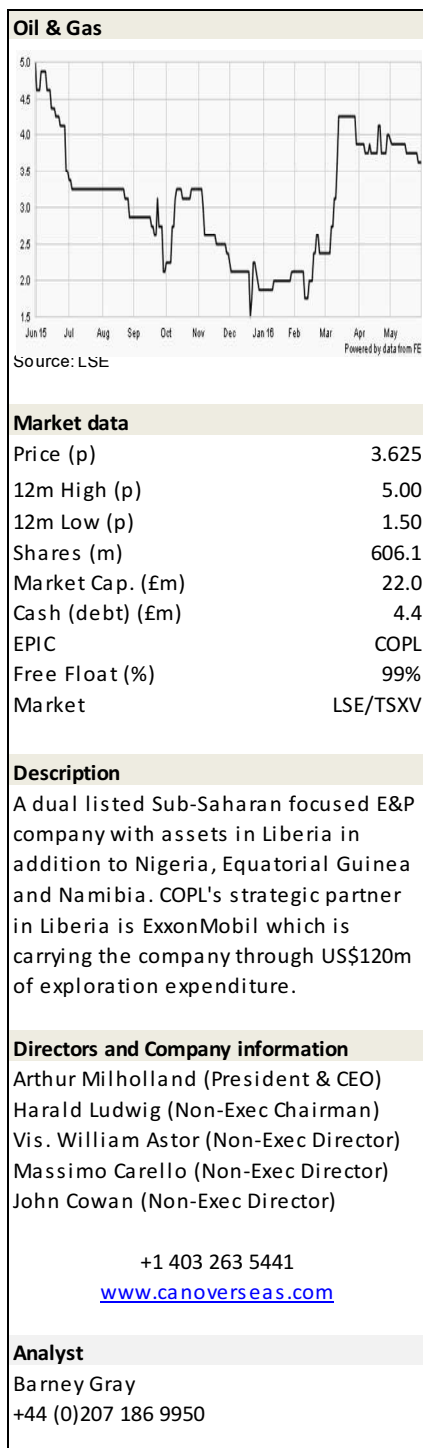 Oil & Gas
5.0
4.5
4.0
3.5
3.0
2.5
2.0
1.5
Jun 15 Jul Aug Sep Oct Nov Dec Jan 16 Feb Mar Apr May
Powered by data from FE
Source: LSE
Market data
Price (p) 3.625
12m High (p) 5.00
12m Low (p) 1.50
Shares (m) 606.1
Market Cap. (£m) 22.0
Cash (debt) (£m) 4.4
EPIC COPL
Free Float (%) 99%
Market LSE/TSXV
Description
A dual listed Sub-Saharan focused E&P
company with assets in Liberia in
addition to Nigeria, Equatorial Guinea
and Namibia. COPL's strategic partner
in Liberia is ExxonMobil which is
carrying the company through US$120m
of exploration expenditure.
Directors and Company information
Arthur Milholland (President & CEO)
Harald Ludwig (Non-Exec Chairman)
Vis. William Astor (Non-Exec Director)
Massimo Carello (Non-Exec Director)
John Cowan (Non-Exec Director)
+1 403 263 5441
www.canoverseas.com
Analyst
Barney Gray
+44 (0)207 186 9950